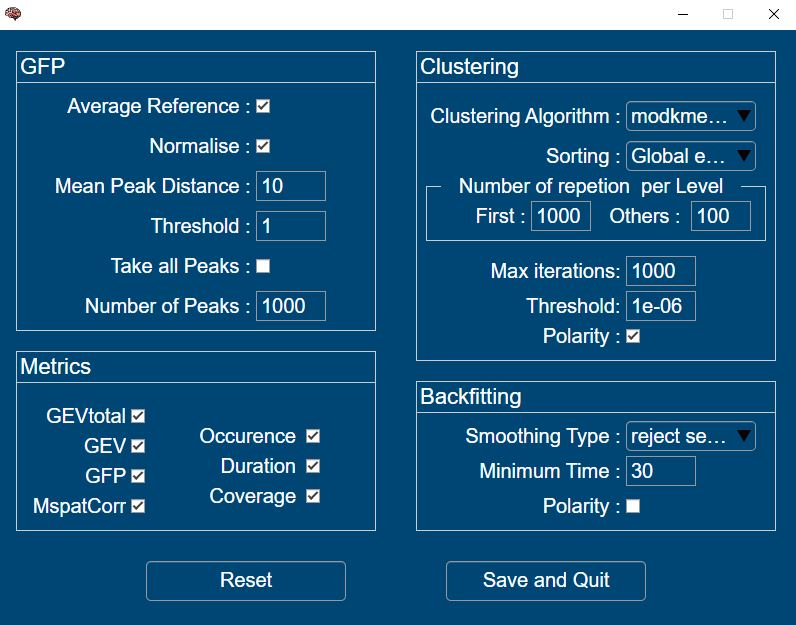 GFP
Average Reference :
Normalise :
Mean Peak Distance : 10
Threshold : 1
Take all Peaks :
Number of Peaks : 1000
Metrics
GEVtotal
GEV
GFP
MspatCorr
Occurence
Duration
Coverage
Clustering
Clustering Algorithm : modkme...
Sorting : Global e...
Number of repetion per Level
First : 1000 Others : 100
Max iterations: 1000
Threshold: 1e-06
Polarity :
Backfitting
Smoothing Type : reject se...
Minimum Time : 30
Polarity :
Reset
Save and Quit